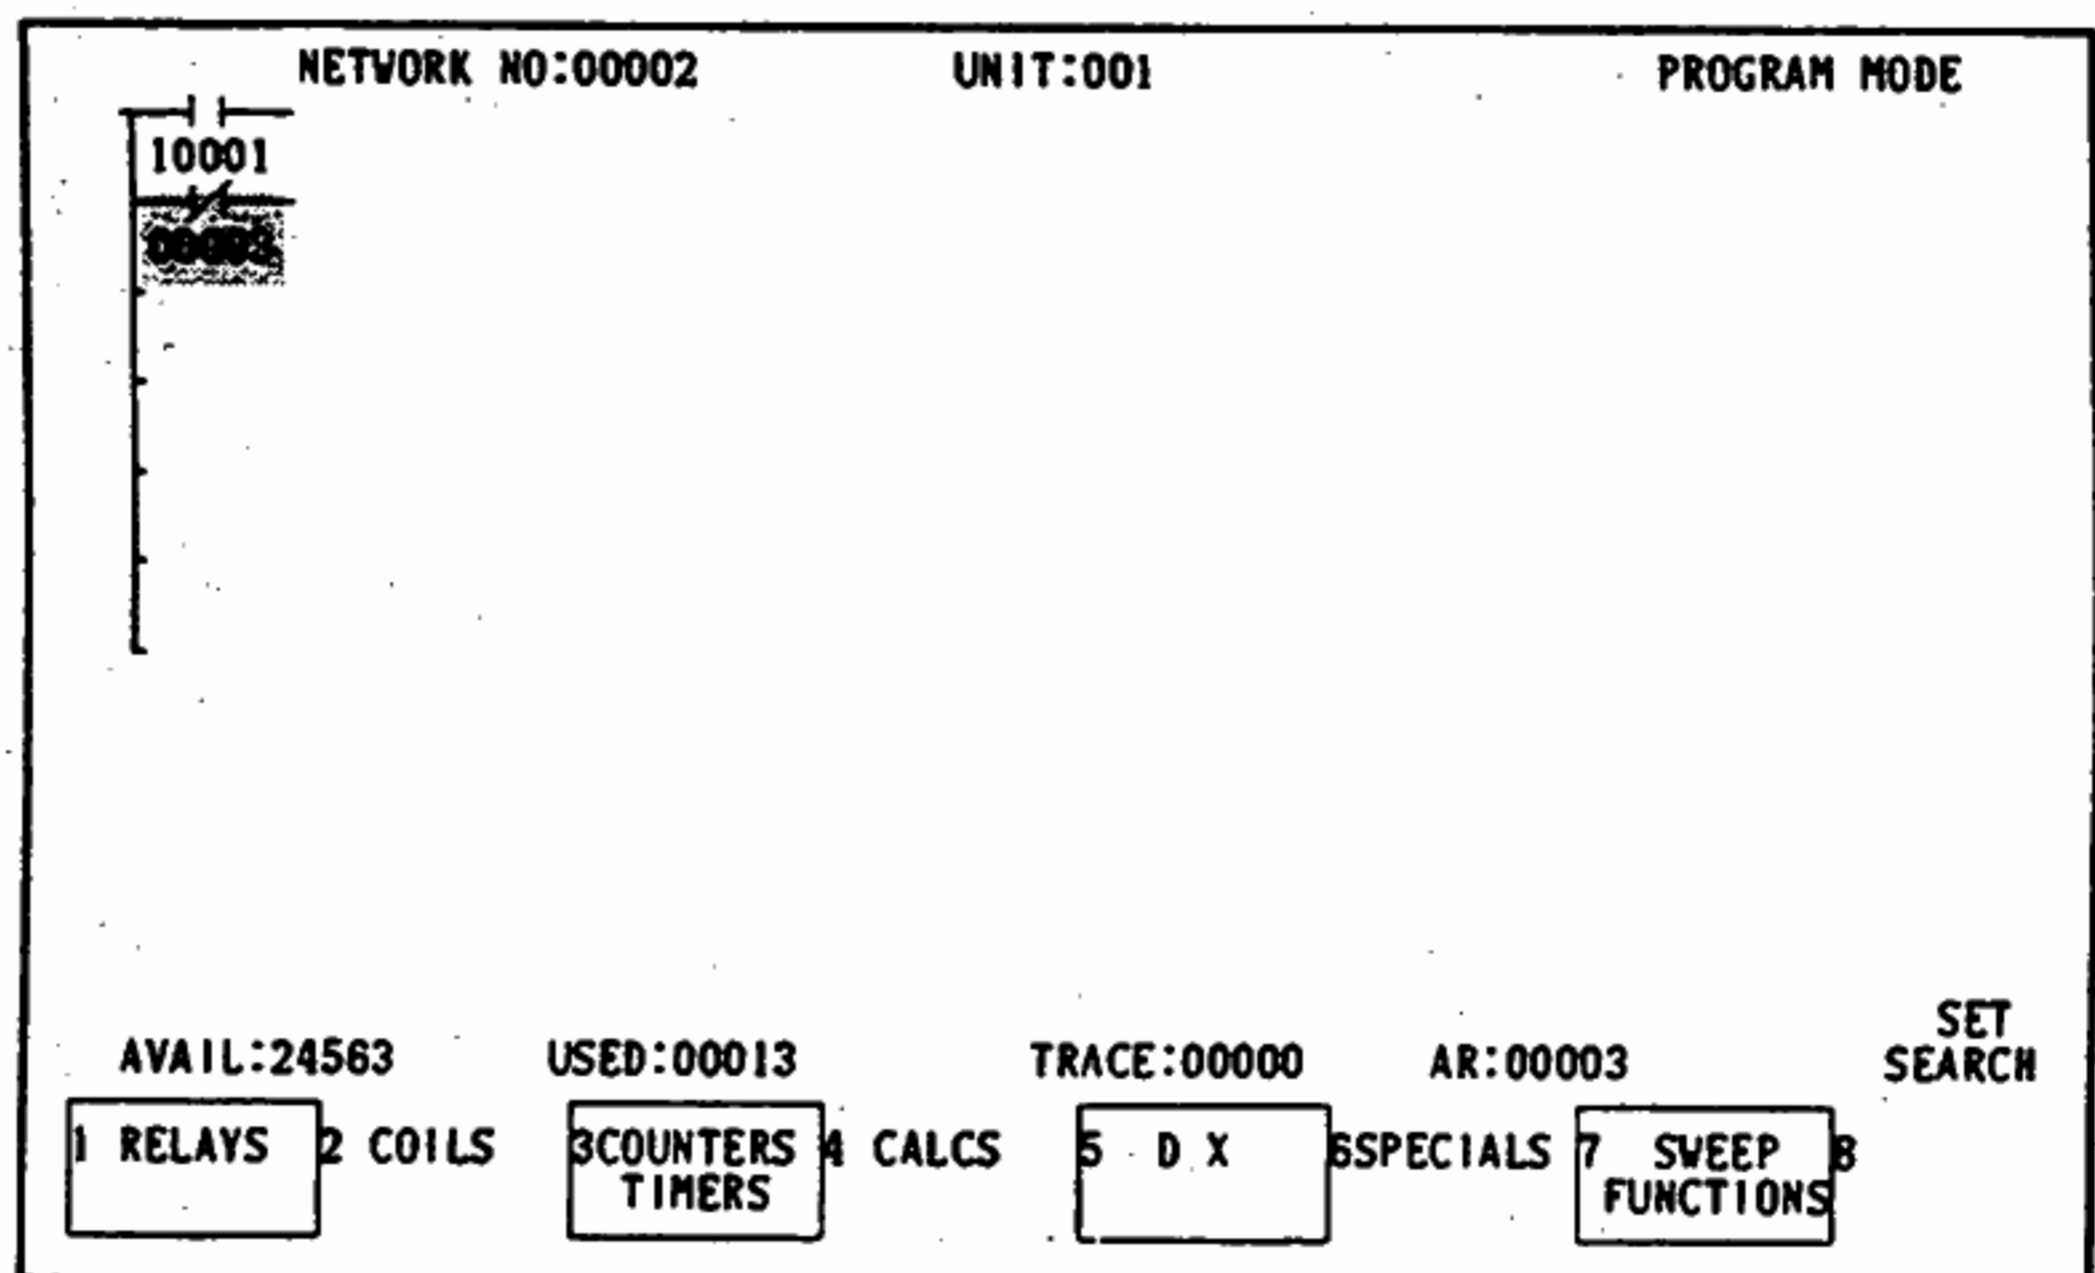 NETWORK NO:00002 UNIT:001 PROGRAM MODE
10001
00003
SET
AVAIL:24563 USED:00013 TRACE:00000 AR:00003 SEARCH
1 RELAYS 2 COILS 3COUNTERS 4 CALCS 5 D X 6SPECIALS 7 SWEEP 8
TIMERS FUNCTIONS